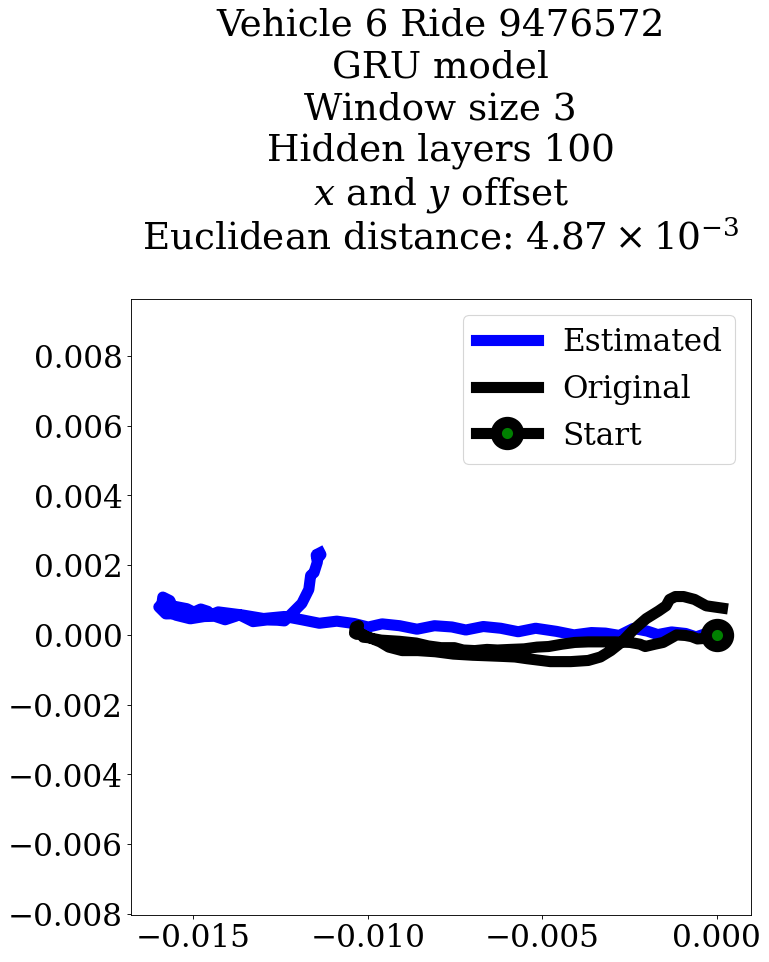 Vehicle 6 Ride 9476572
GRU model
Window size 3
Hidden layers 100
x and y offset
Euclidean distance: 4.87 × 10⁻³
Estimated
Original
Start
0.008
0.006
0.004
0.002
0.000
−0.002
−0.004
−0.006
−0.008
−0.015 −0.010 −0.005 0.000